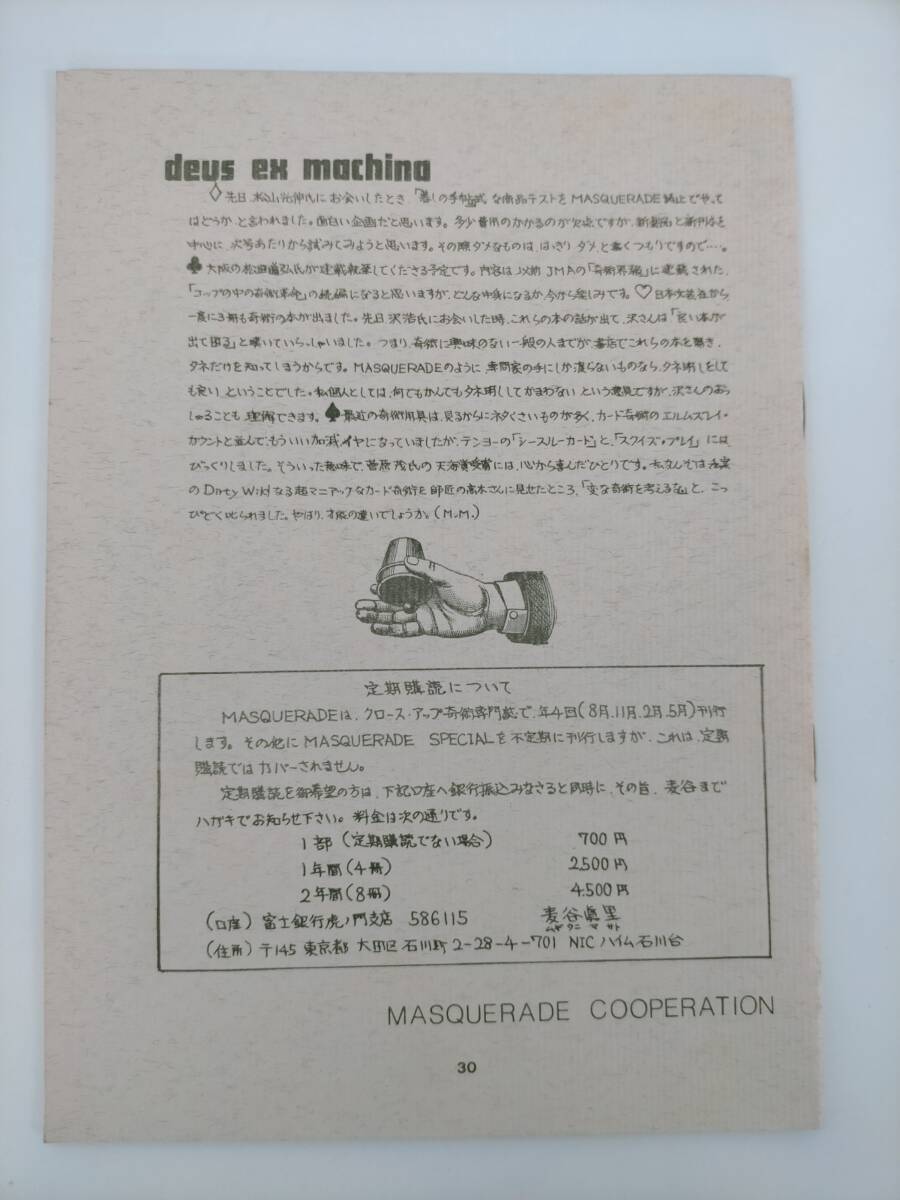 deus ex machina
♢先日、松山光伸氏にお会いしたとき、「暮しの手帖」式な商品テストをMASQUERADE誌上でやって
はどうか、と言われました。面白い企画だと思います。多少費用のかかるのが欠点ですが、新製品と新刊本を
中心に、次号あたりから試みてみようと思います。その際ダメなものは、はっきりダメと書くつもりですので…。
♣大阪の松田道弘氏が連載執筆してくださる予定です。内容は、以前JMAの「奇術界報」に連載された、
「コップの中の奇術革命」の続編になると思いますが、どんな中身になるか、今から楽しみです。♡日本文芸社から
一度に3冊も奇術の本が出ました。先日沢浩氏にお会いした時、これらの本の話が出て、沢さんは「良い本が
出て困る」と嘆いていらっしゃいました。つまり、奇術に興味のない一般の人までが、書店でこれらの本を開き、
タネだけを知ってしまうからです。MASQUERADEのように、専門家の手にしか渡らないものなら、タネ明しをして
も良い、ということでした。私個人としては、何でもかんでもタネ明ししてかまわない、という意見ですが、沢さんのおっ
しゃることも理解できます。♠最近の奇術用具は、見るからにネタくさいものが多く、カード奇術のエルムズレイ・
カウントと並んで、もういい加減イヤになっていましたが、テンヨーの「シースルーカード」と、「スクイズ・プレイ」には
びっくりしました。そういった意味で、菅原茂氏の天海賞受賞には、心から喜んだひとりです。私なんぞは
のDirty Wildなる超マニアックなカード奇術を師匠の高木さんに見せたところ、「変な奇術を考えるな」と、こっ
ぴどく叱られました。やはり、才能の違いでしょうか。(M.M.)
定期購読について
MASQUERADEは、クロース・アップ奇術専門誌で、年4回(8月.11月.2月.5月)刊行
します。その他にMASQUERADE SPECIALを不定期に刊行しますが、これは、定期
購読ではカバーされません。
定期購読を御希望の方は、下記口座へ銀行振込みなさると同時に、その旨、麦谷まで
ハガキでお知らせ下さい。料金は次の通りです。
1部(定期購読でない場合) 700円
1年間(4冊) 2,500円
2年間(8冊) 4,500円
(口座)富士銀行虎ノ門支店 586115 麦谷眞里
ムギタニ マサト
(住所)〒145 東京都大田区石川町2-28-4-701 NICハイム石川台
MASQUERADE COOPERATION
30